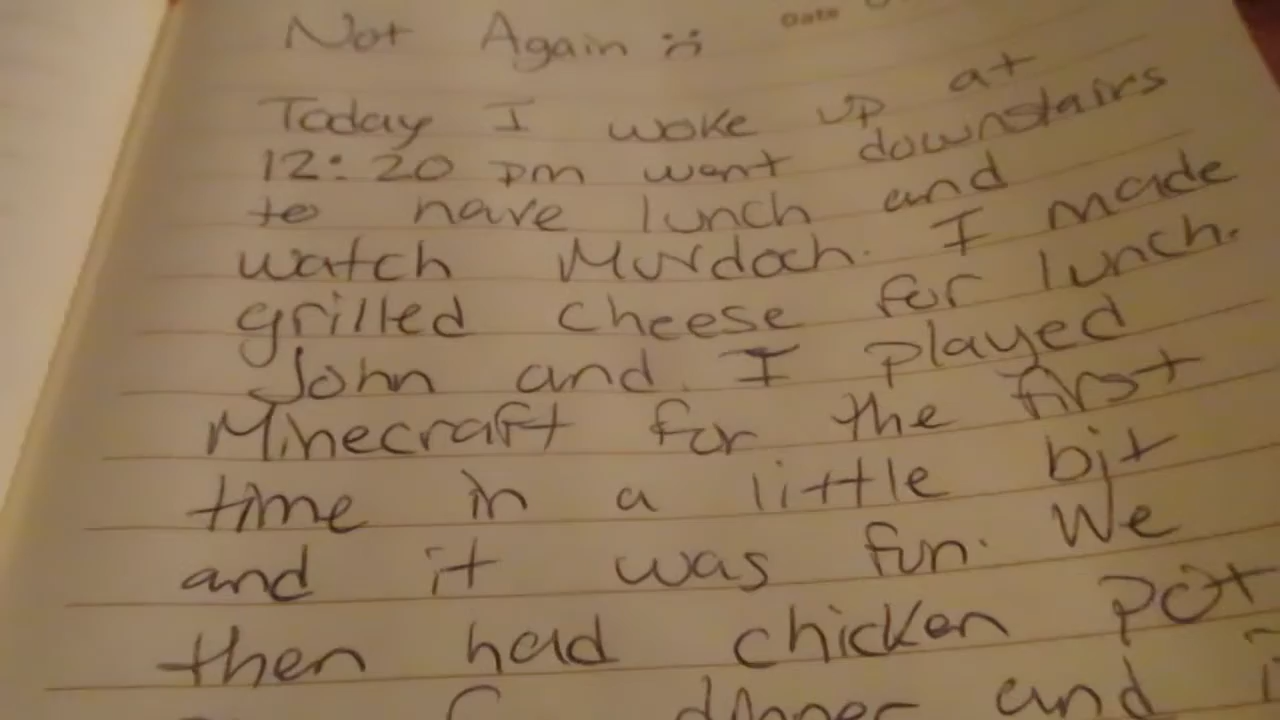 Not Again :(
Date
Today I woke up at
12:20 pm went downstairs
to have lunch and
watch Murdoch. I made
grilled cheese for lunch.
John and I played
Minecraft for the first
time in a little bit
and it was fun. We
then had chicken pot
dinner and